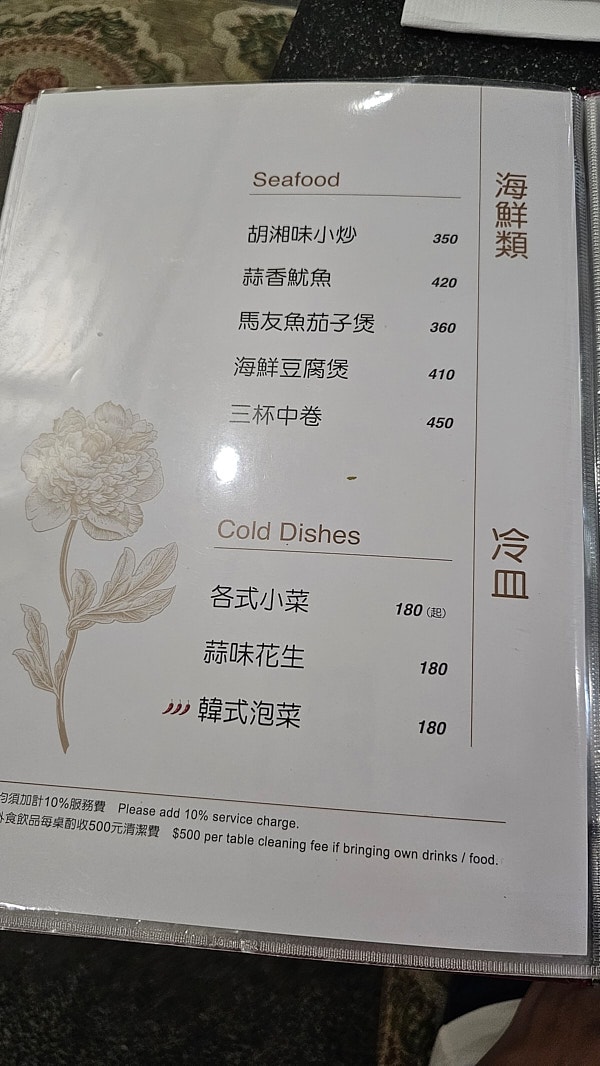 海鮮類
Seafood
胡湘味小炒 350
蒜香魷魚 420
馬友魚茄子煲 360
海鮮豆腐煲 410
三杯中卷 450
冷皿
Cold Dishes
各式小菜 180 (起)
蒜味花生 180
韓式泡菜 180
均須加計10%服務費 Please add 10% service charge.
外食飲品每桌酌收500元清潔費 $500 per table cleaning fee if bringing own drinks / food.